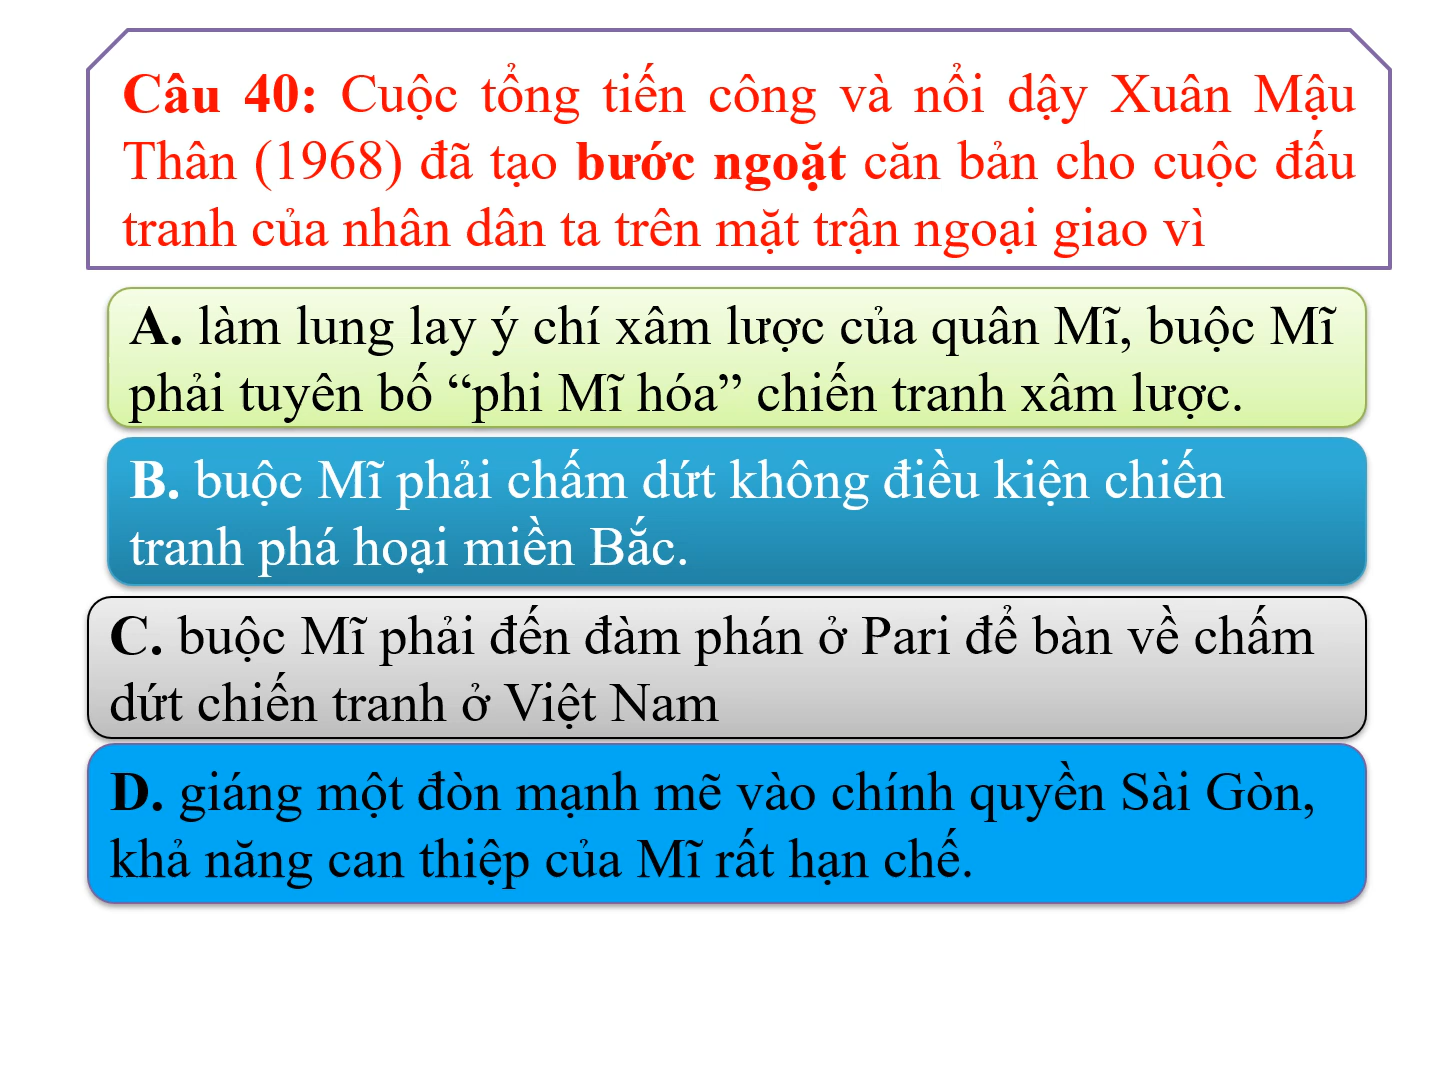 Câu 40: Cuộc tổng tiến công và nổi dậy Xuân Mậu
Thân (1968) đã tạo bước ngoặt căn bản cho cuộc đấu
tranh của nhân dân ta trên mặt trận ngoại giao vì
A. làm lung lay ý chí xâm lược của quân Mĩ, buộc Mĩ
phải tuyên bố “phi Mĩ hóa” chiến tranh xâm lược.
B. buộc Mĩ phải chấm dứt không điều kiện chiến
tranh phá hoại miền Bắc.
C. buộc Mĩ phải đến đàm phán ở Pari để bàn về chấm
dứt chiến tranh ở Việt Nam
D. giáng một đòn mạnh mẽ vào chính quyền Sài Gòn,
khả năng can thiệp của Mĩ rất hạn chế.